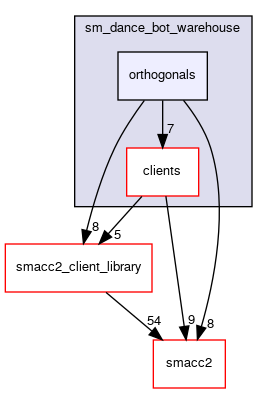 sm_dance_bot_warehouse
orthogonals
7
clients
8
5
smacc2_client_library
54
9
8
smacc2